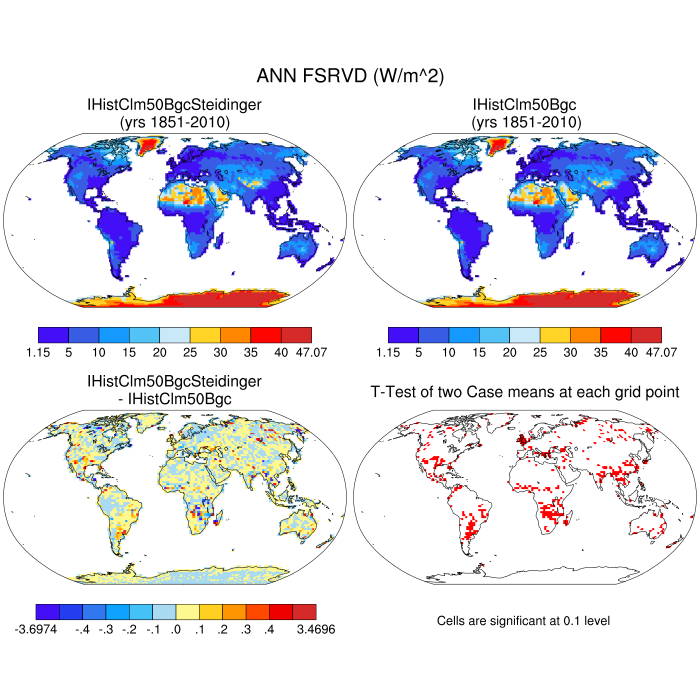 ANN FSRVD (W/m^2)
IHistClm50BgcSteidinger
(yrs 1851-2010)
IHistClm50Bgc
(yrs 1851-2010)
1.15 5 10 15 20 25 30 35 40 47.07
1.15 5 10 15 20 25 30 35 40 47.07
IHistClm50BgcSteidinger
- IHistClm50Bgc
T-Test of two Case means at each grid point
-3.6974 -.4 -.3 -.2 -.1 .0 .1 .2 .3 .4 3.4696
Cells are significant at 0.1 level